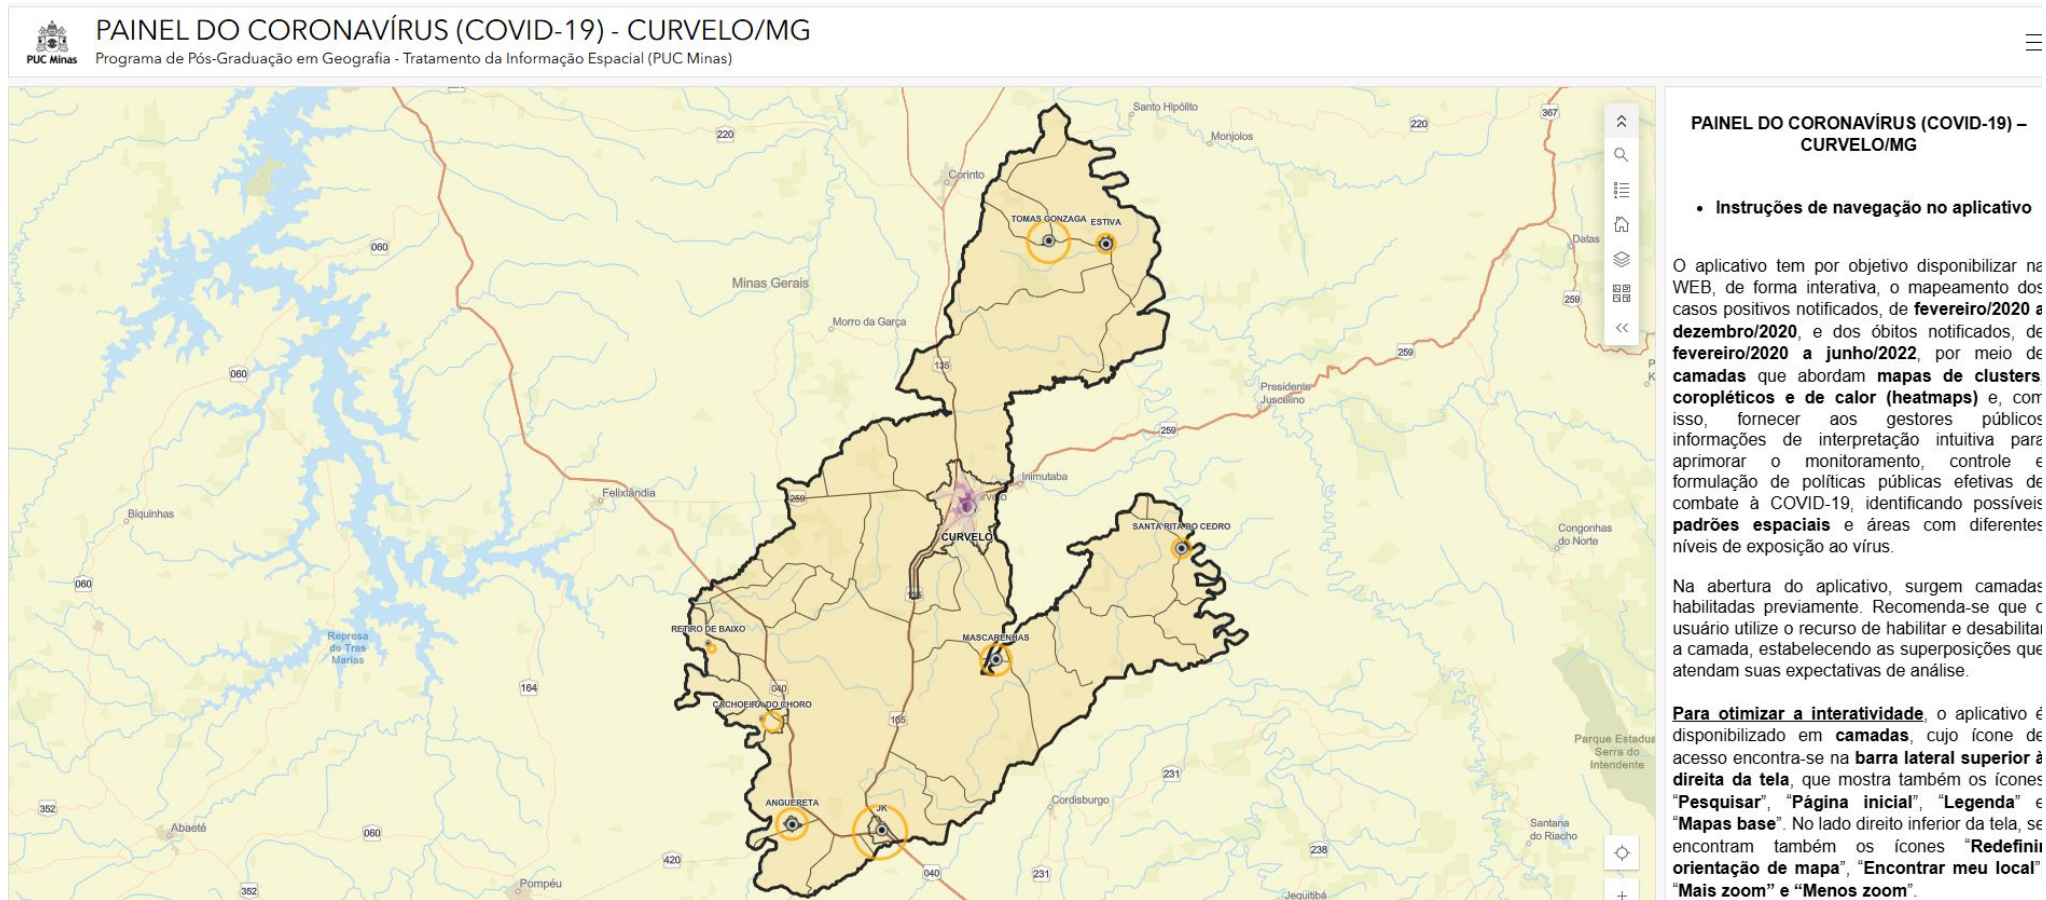 PAINEL DO CORONAVÍRUS (COVID-19) - CURVELO/MG
PUC Minas
Programa de Pós-Graduação em Geografia - Tratamento da Informação Espacial (PUC Minas)
Santo Hipólito
367
220
220
Monjolos
Corinto
TOMAS GONZAGA
ESTIVA
060
Datas
Minas Gerais
259
Morro da Garça
135
259
060
Presidente
Juscelino
259
Inimutaba
Felixlândia
259
Biquinhas
CURVELO
SANTA RITA DO CEDRO
Congonhas
do Norte
060
RETIRO DE BAIXO
MASCARENHAS
Represa
de Tres
Marias
164
040
CACHOEIRA DO CHORO
135
Parque Estadua
Serra do
Intendente
231
ANGUERETA
JK
Cordisburgo
352
Abaeté
060
Santana
do Riacho
238
420
040
231
Pompéu
352
Jequitibá
PAINEL DO CORONAVÍRUS (COVID-19) –
CURVELO/MG
• Instruções de navegação no aplicativo
O aplicativo tem por objetivo disponibilizar na
WEB, de forma interativa, o mapeamento dos
casos positivos notificados, de fevereiro/2020 a
dezembro/2020, e dos óbitos notificados, de
fevereiro/2020 a junho/2022, por meio de
camadas que abordam mapas de clusters,
coropléticos e de calor (heatmaps) e, com
isso, fornecer aos gestores públicos
informações de interpretação intuitiva para
aprimorar o monitoramento, controle e
formulação de políticas públicas efetivas de
combate à COVID-19, identificando possíveis
padrões espaciais e áreas com diferentes
níveis de exposição ao vírus.
Na abertura do aplicativo, surgem camadas
habilitadas previamente. Recomenda-se que o
usuário utilize o recurso de habilitar e desabilitar
a camada, estabelecendo as superposições que
atendam suas expectativas de análise.
Para otimizar a interatividade, o aplicativo é
disponibilizado em camadas, cujo ícone de
acesso encontra-se na barra lateral superior à
direita da tela, que mostra também os ícones
“Pesquisar”, “Página inicial”, “Legenda” e
“Mapas base”. No lado direito inferior da tela, se
encontram também os ícones “Redefinir
orientação de mapa”, “Encontrar meu local”
“Mais zoom” e “Menos zoom”.